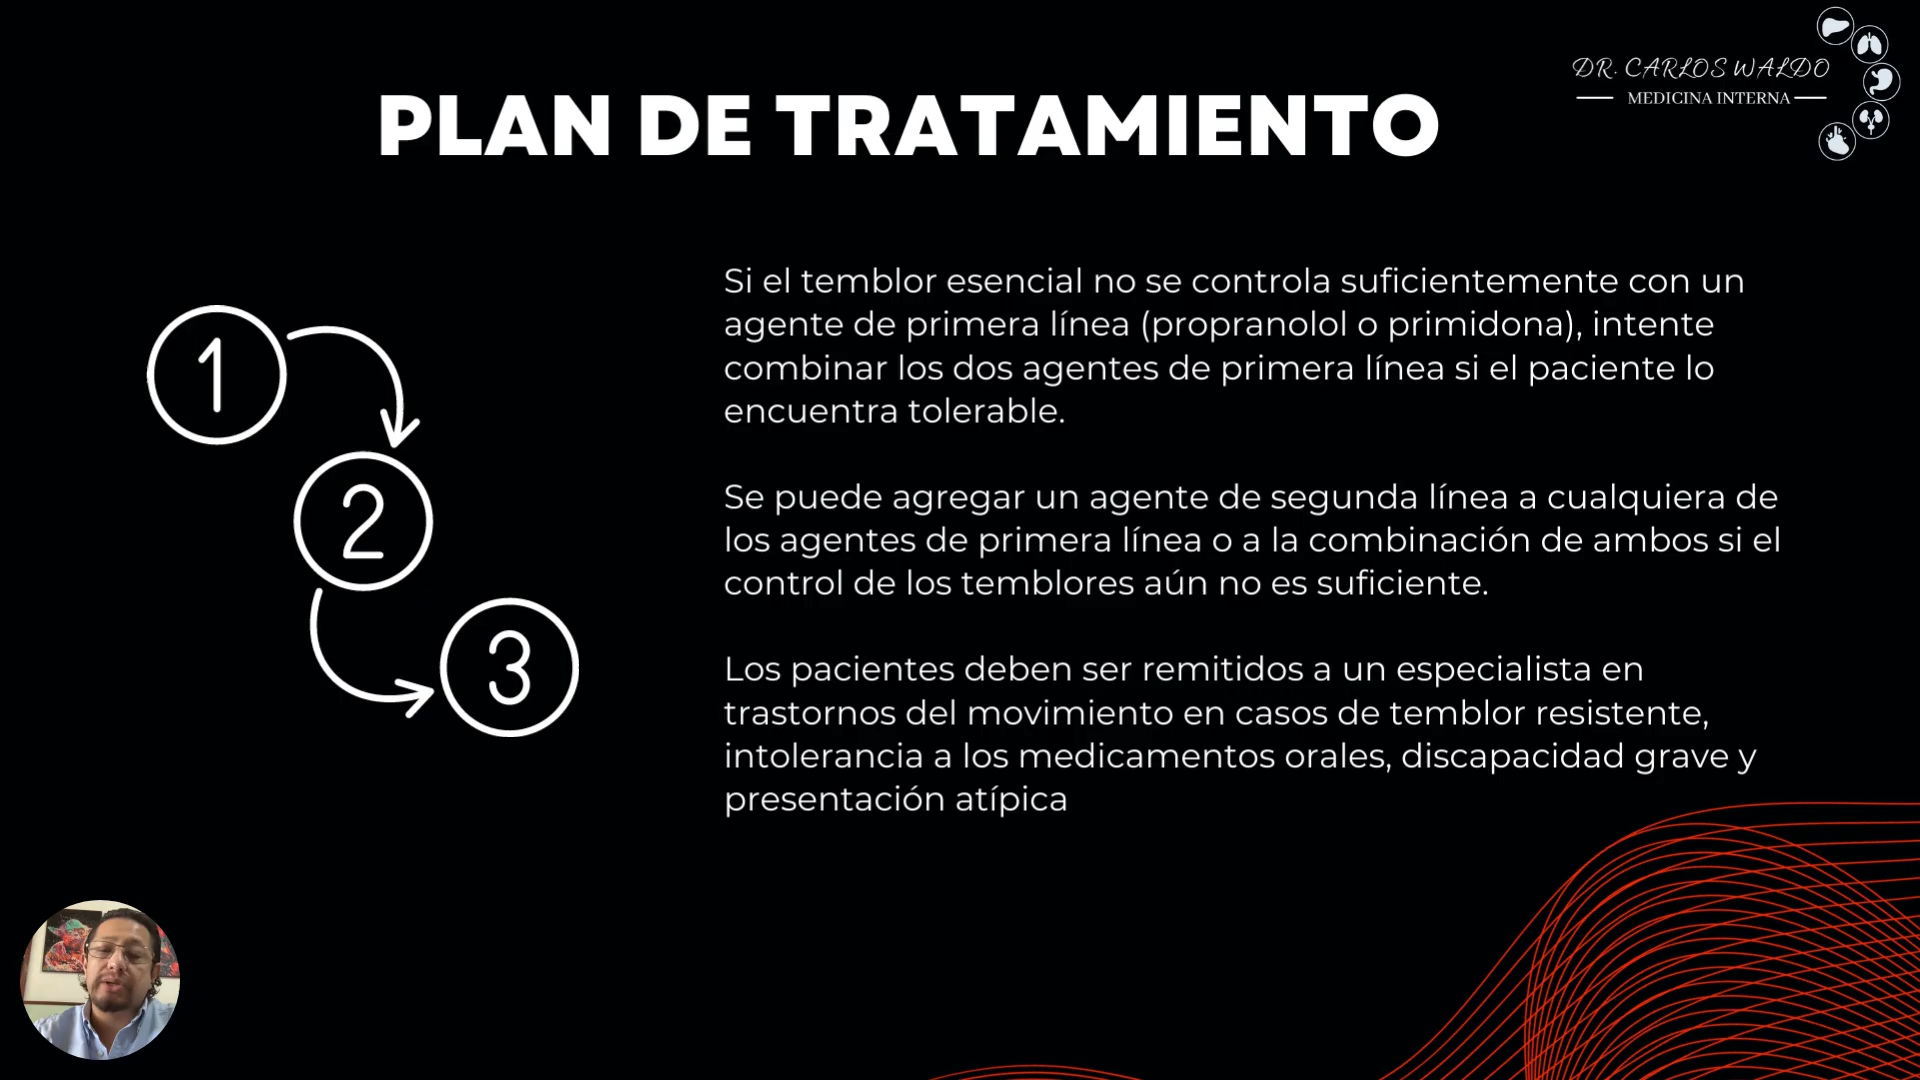 DR. CARLOS WALDO
MEDICINA INTERNA
PLAN DE TRATAMIENTO
1
2
3
Si el temblor esencial no se controla suficientemente con un
agente de primera línea (propranolol o primidona), intente
combinar los dos agentes de primera línea si el paciente lo
encuentra tolerable.
Se puede agregar un agente de segunda línea a cualquiera de
los agentes de primera línea o a la combinación de ambos si el
control de los temblores aún no es suficiente.
Los pacientes deben ser remitidos a un especialista en
trastornos del movimiento en casos de temblor resistente,
intolerancia a los medicamentos orales, discapacidad grave y
presentación atípica